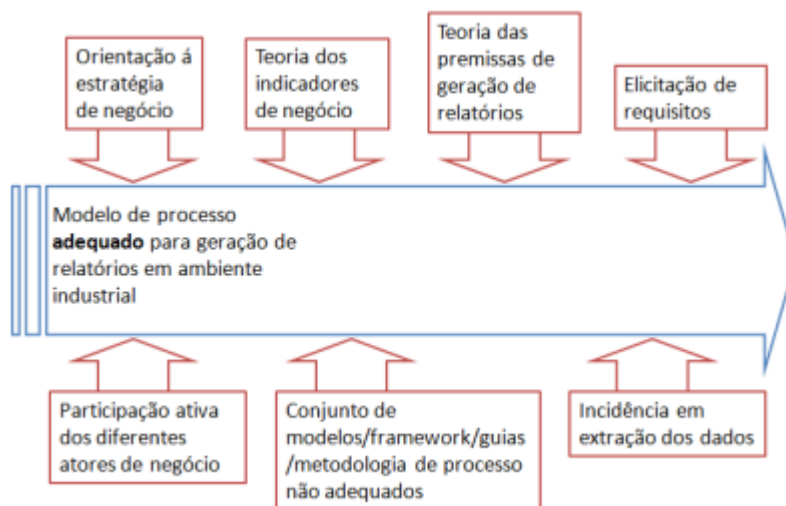 Orientação á
estratégia
de negócio
Teoria dos
indicadores
de negócio
Teoria das
premissas de
geração de
relatórios
Elicitação de
requisitos
Modelo de processo
adequado para geração de
relatórios em ambiente
industrial
Participação ativa
dos diferentes
atores de negócio
Conjunto de
modelos/framework/guias
/metodologia de processo
não adequados
Incidência em
extração dos dados